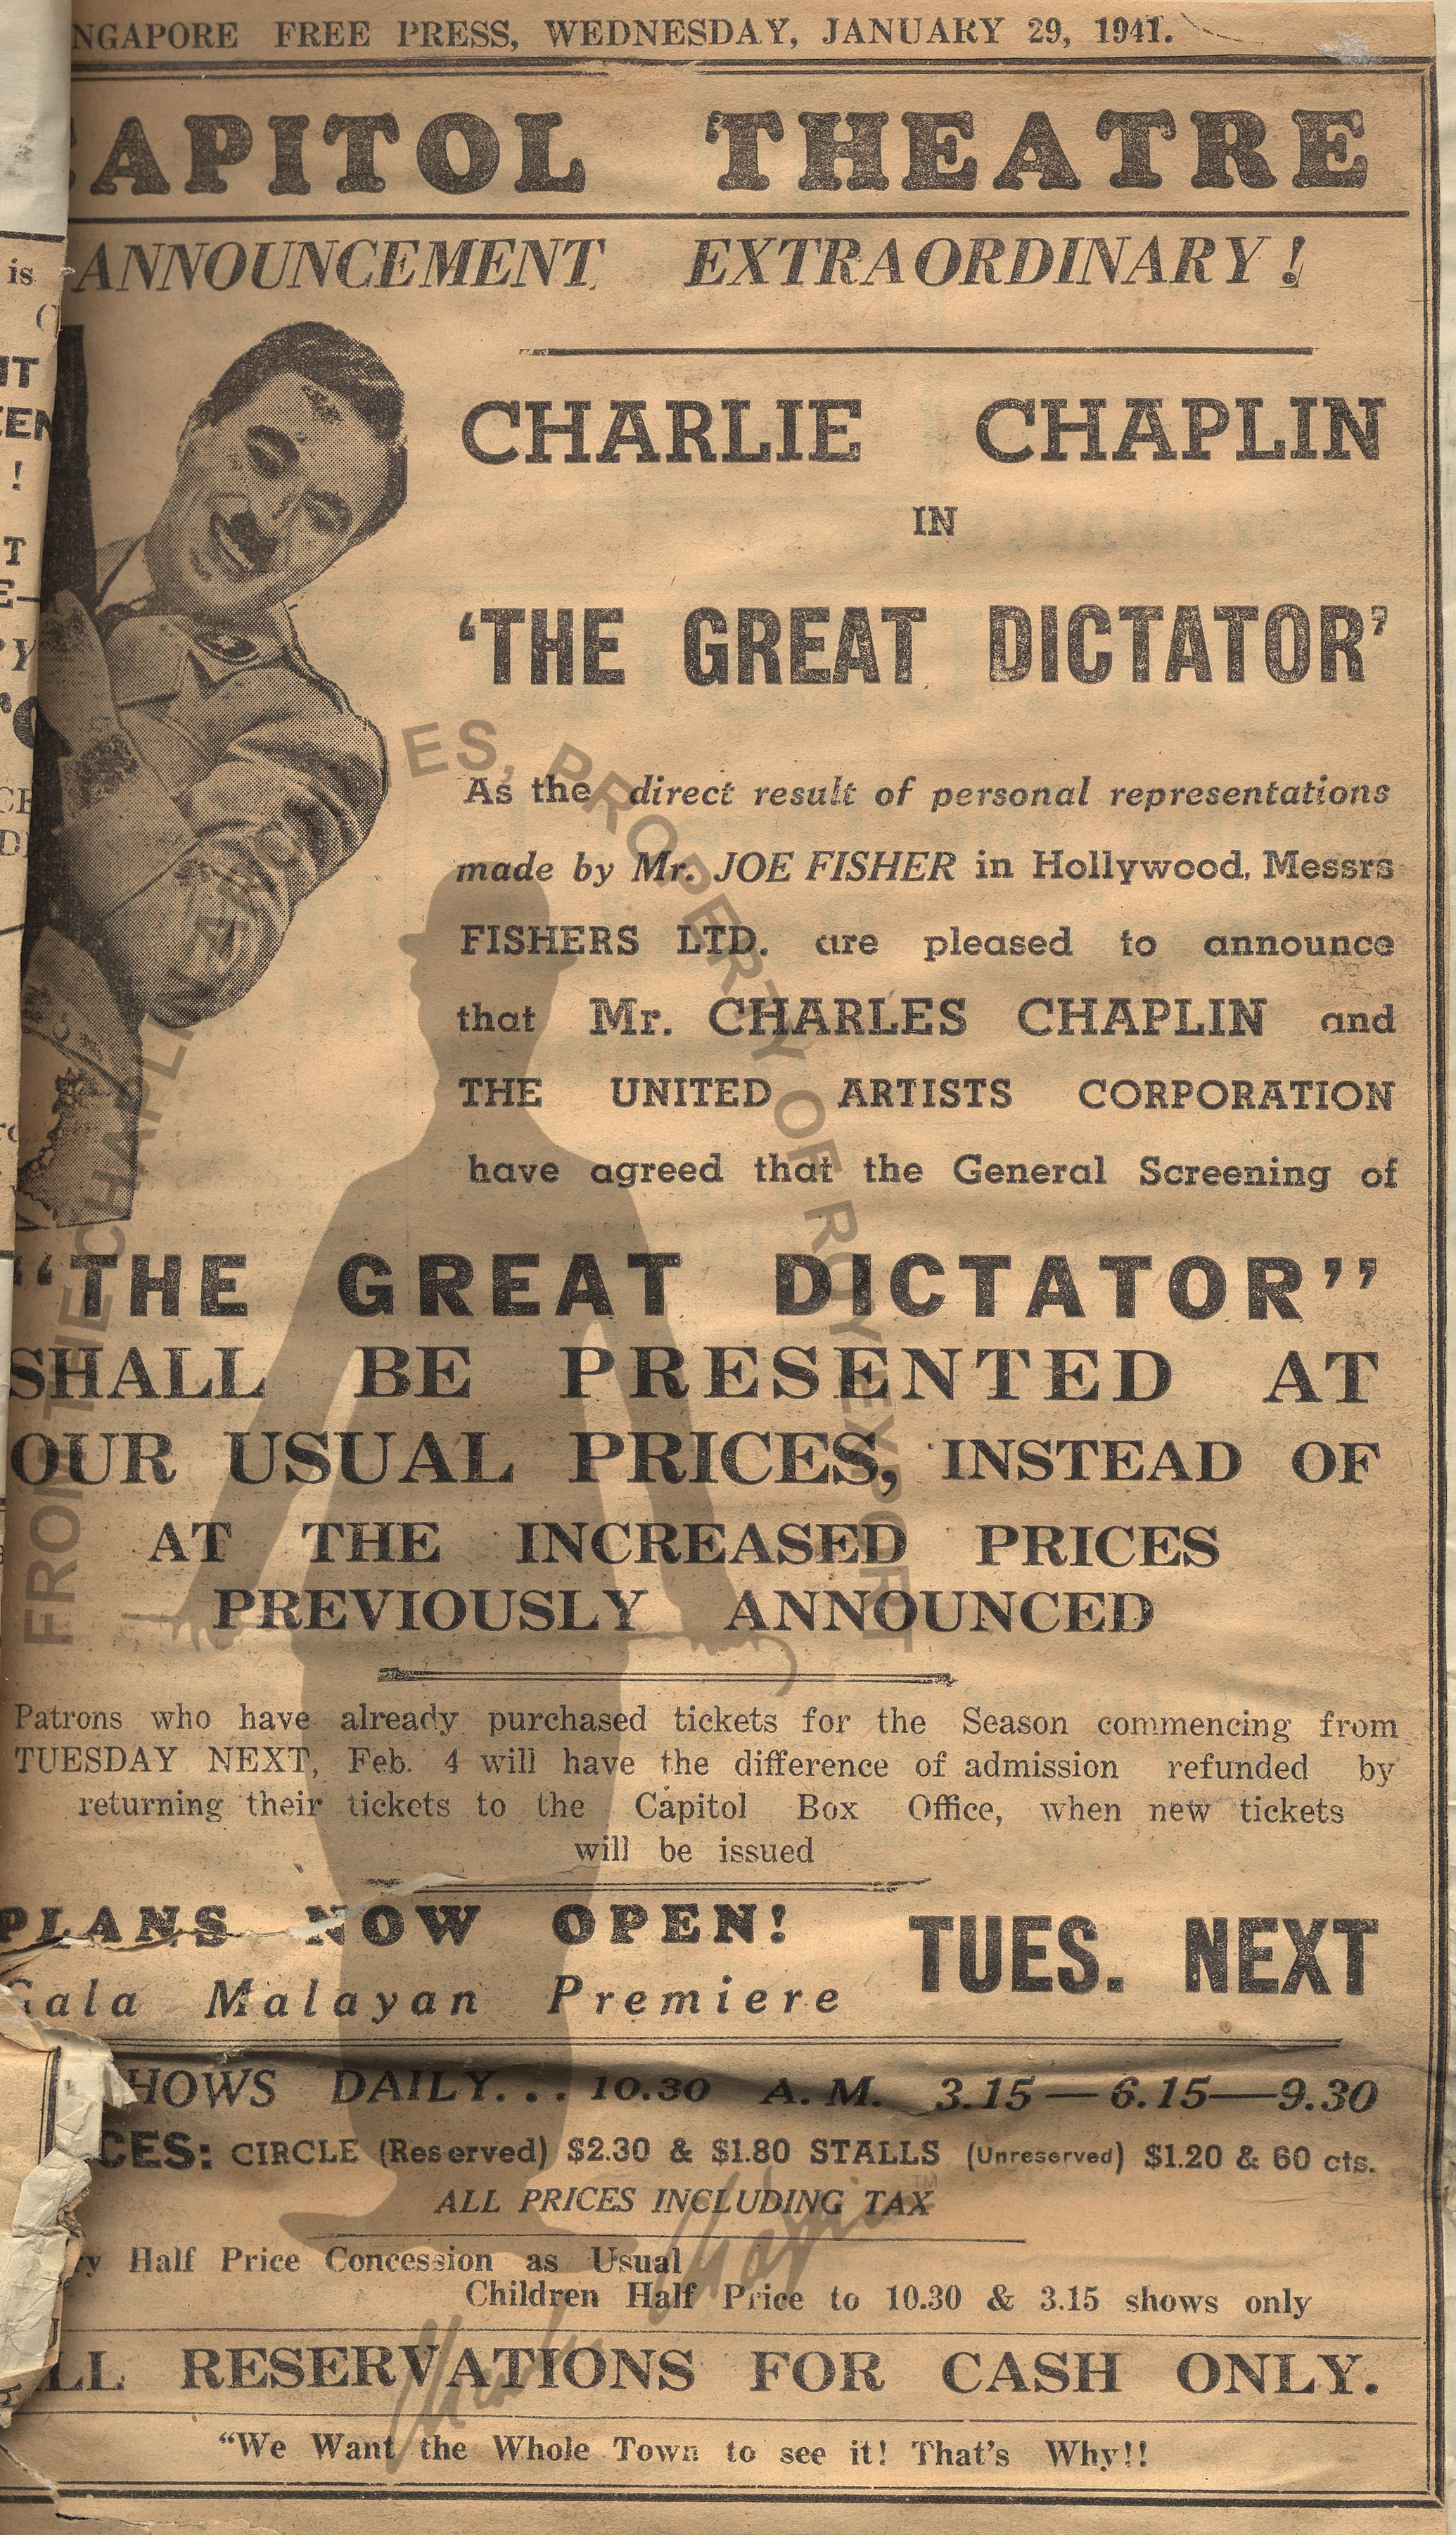 NGAPORE FREE PRESS, WEDNESDAY, JANUARY 29, 1941.
CAPITOL THEATRE
ANNOUNCEMENT EXTRAORDINARY!
CHARLIE CHAPLIN
IN
‘THE GREAT DICTATOR’
As the direct result of personal representations
made by Mr. JOE FISHER in Hollywood, Messrs
FISHERS LTD. are pleased to announce
that Mr. CHARLES CHAPLIN and
THE UNITED ARTISTS CORPORATION
have agreed that the General Screening of
“THE GREAT DICTATOR”
SHALL BE PRESENTED AT
OUR USUAL PRICES, INSTEAD OF
AT THE INCREASED PRICES
PREVIOUSLY ANNOUNCED
Patrons who have already purchased tickets for the Season commencing from
TUESDAY NEXT, Feb. 4 will have the difference of admission refunded by
returning their tickets to the Capitol Box Office, when new tickets
will be issued
PLANS NOW OPEN!
Gala Malayan Premiere
TUES. NEXT
HOWS DAILY... 10.30 A. M. 3.15—6.15—9.30
CES: CIRCLE (Reserved) $2.30 & $1.80 STALLS (Unreserved) $1.20 & 60 cts.
ALL PRICES INCLUDING TAX
y Half Price Concession as Usual
Children Half Price to 10.30 & 3.15 shows only
LL RESERVATIONS FOR CASH ONLY.
“We Want the Whole Town to see it! That's Why!!
FROM THE CHAPLIN ARCHIVES, PROPERTY OF ROY EXPORT
Charles Chaplin TM